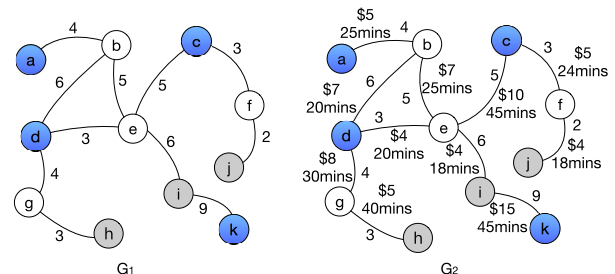 a
4
b
c
3
6
5
5
f
d
3
e
2
6
j
4
g
i
9
3
h
k
G1
$5
25mins
4
b
c
3
$5
24mins
a
$7
20mins
6
$7
25mins
5
5
$10
45mins
f
2
d
3
e
$4
20mins
$4
18mins
6
$4
18mins
j
$8
30mins
4
g
$5
40mins
i
9
$15
45mins
3
h
k
G2